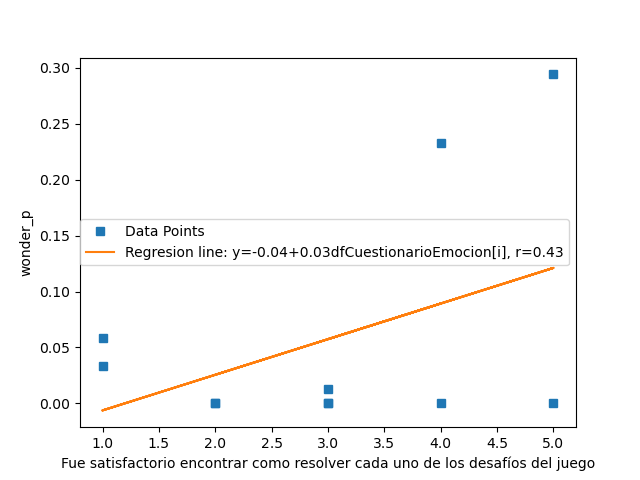 0.30
0.25
0.20
0.15
0.10
0.05
0.00
wonder_p
Data Points
Regresion line: y=-0.04+0.03dfCuestionarioEmocion[i], r=0.43
1.0 1.5 2.0 2.5 3.0 3.5 4.0 4.5 5.0
Fue satisfactorio encontrar como resolver cada uno de los desafíos del juego